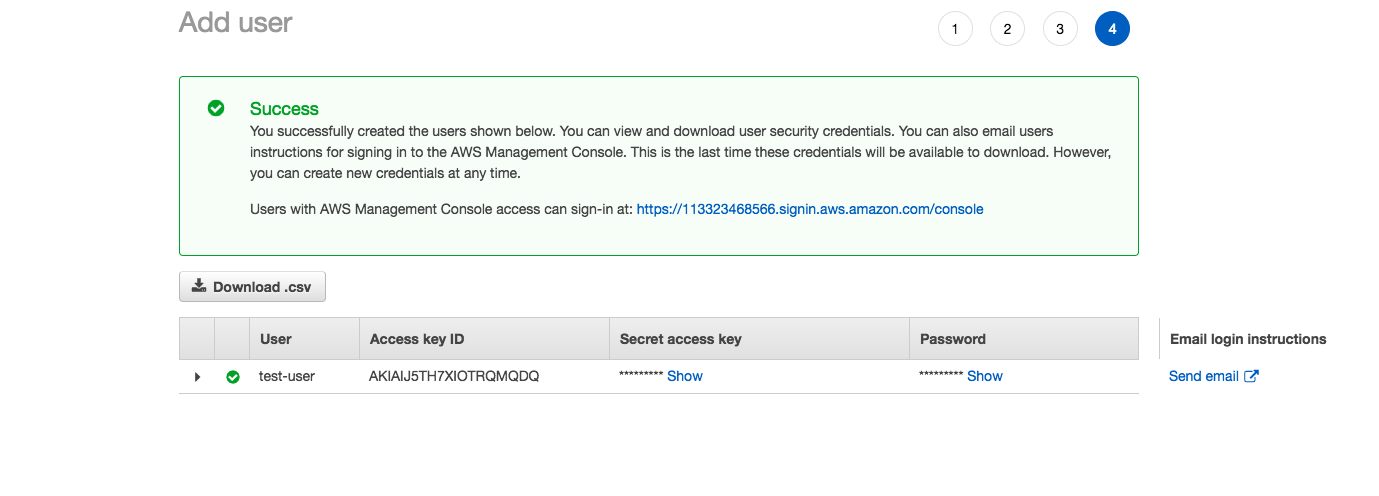 Add user
1 2 3 4
Success
You successfully created the users shown below. You can view and download user security credentials. You can also email users
instructions for signing in to the AWS Management Console. This is the last time these credentials will be available to download. However,
you can create new credentials at any time.
Users with AWS Management Console access can sign-in at: https://113323468566.signin.aws.amazon.com/console
Download .csv
User Access key ID Secret access key Password Email login instructions
test-user AKIAIJ5TH7XIOTRQMQDQ ********* Show ********* Show Send email